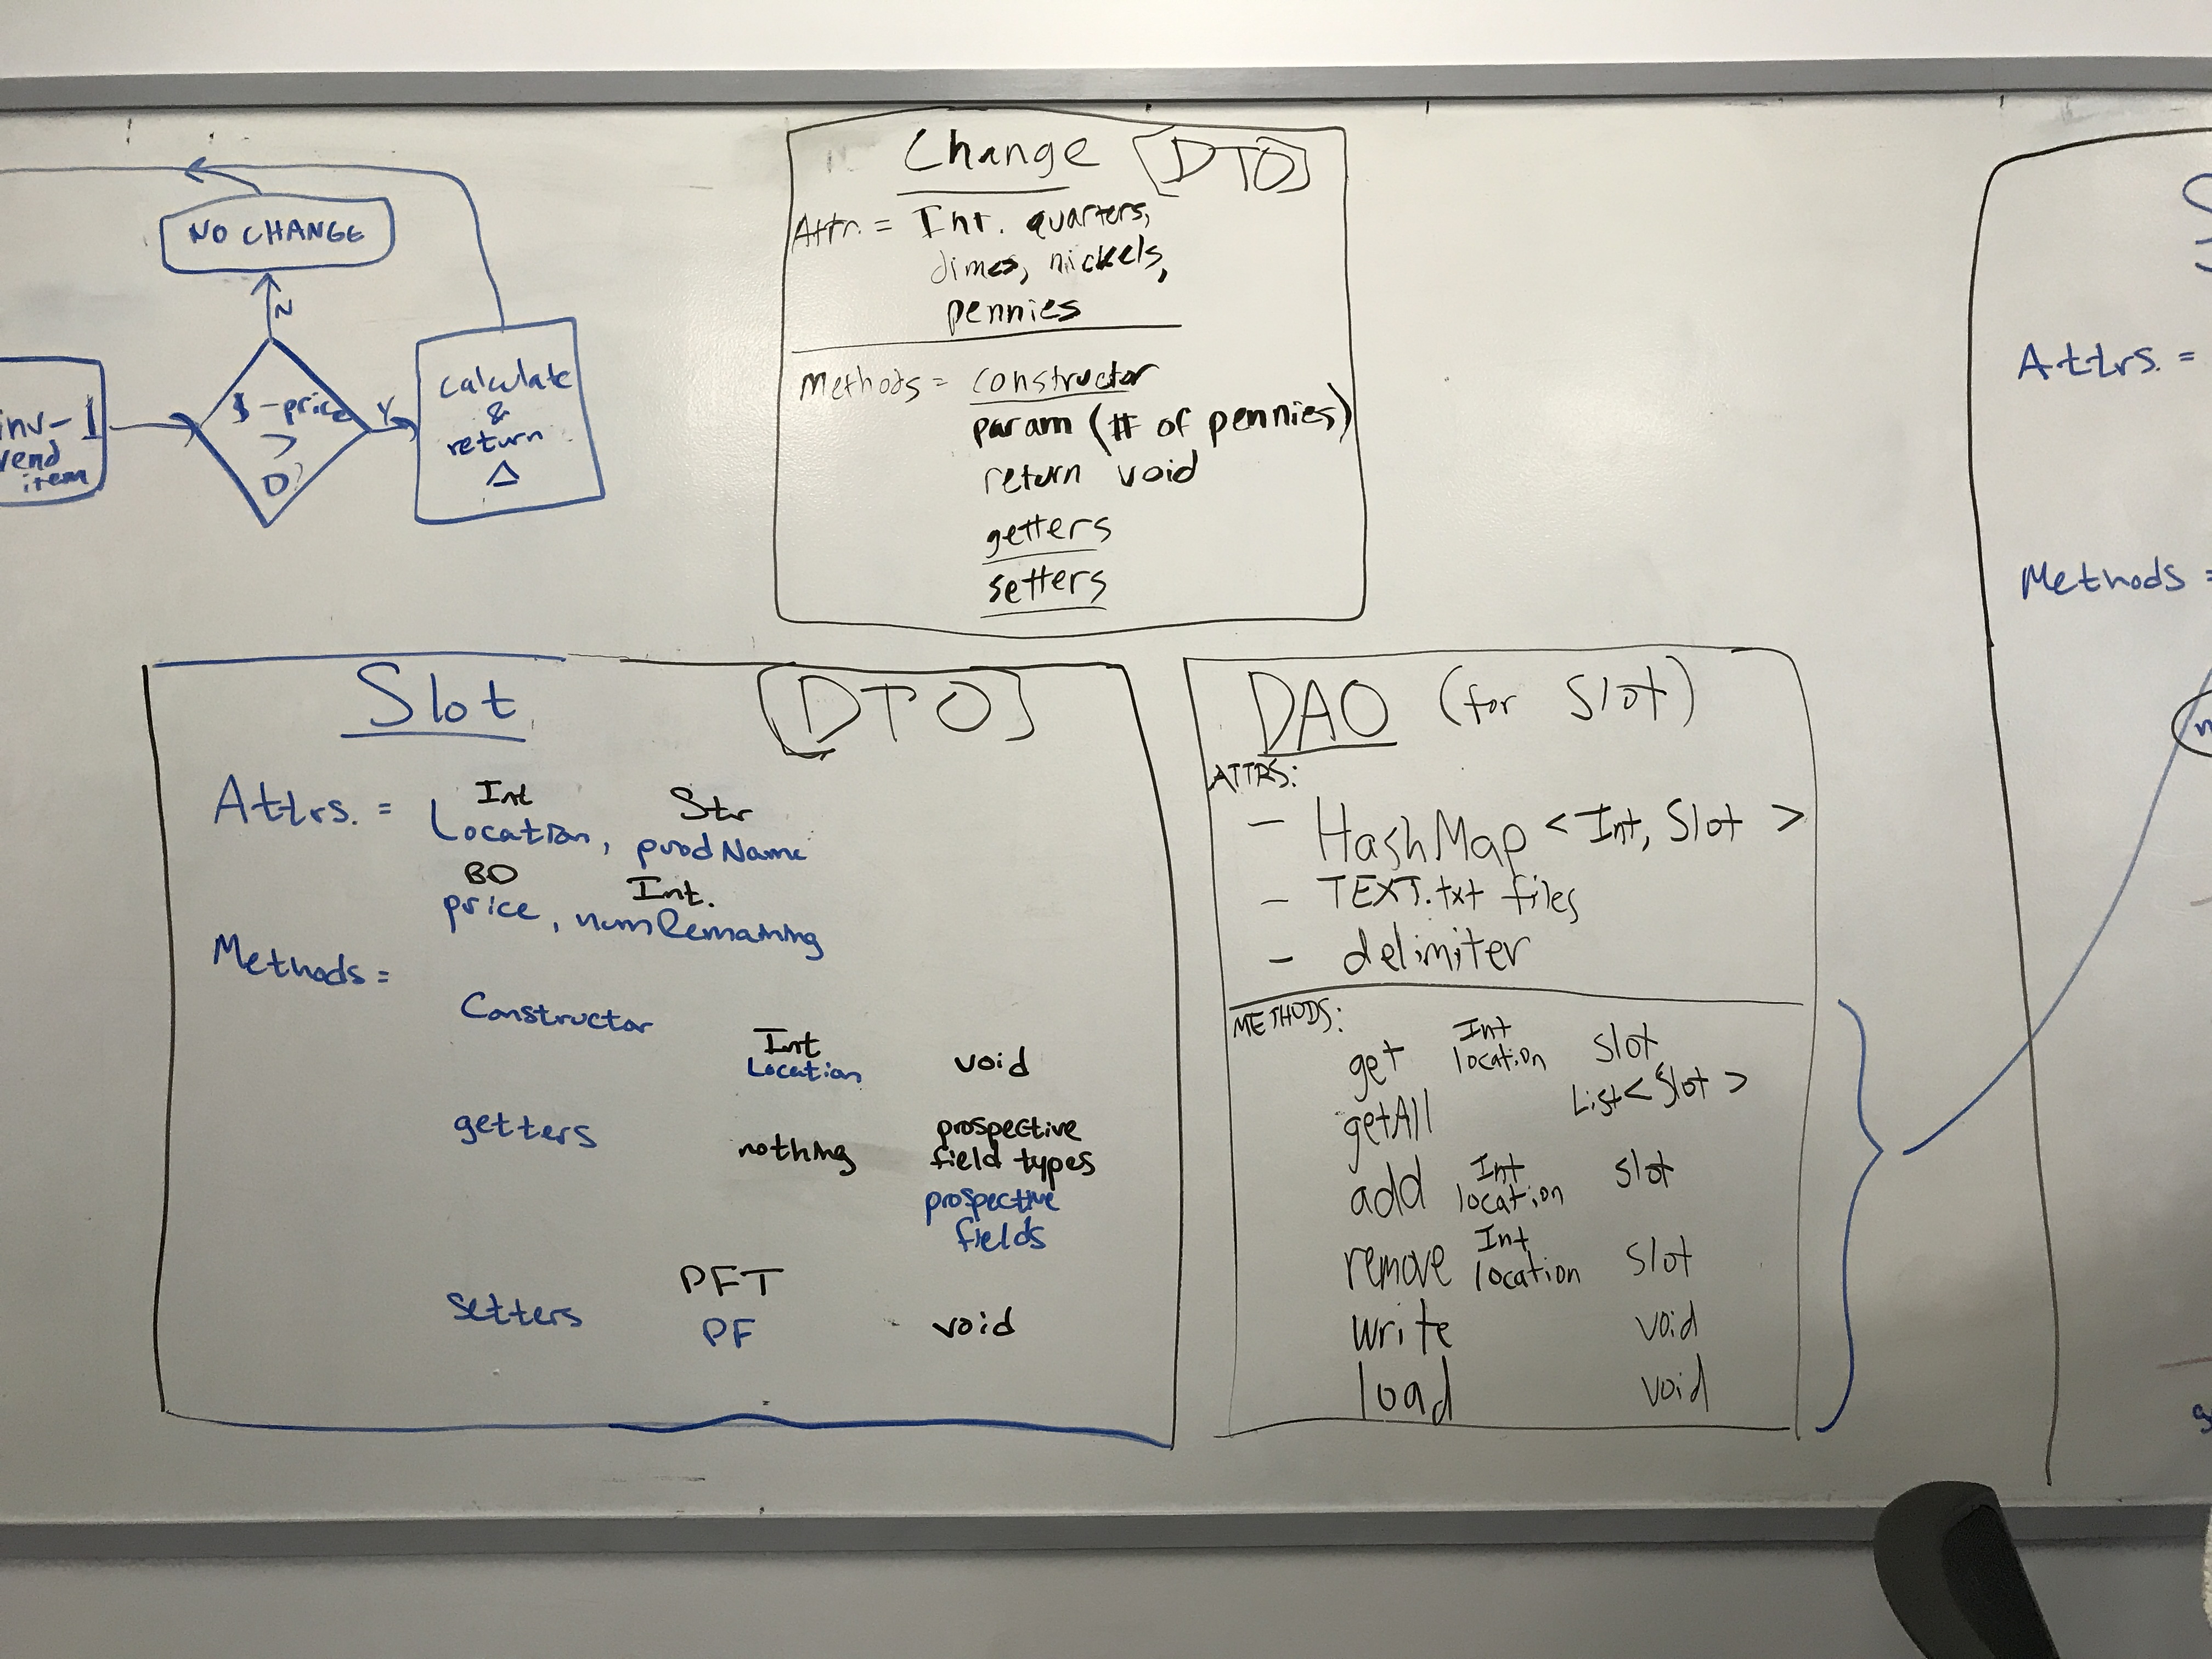 NO CHANGE
N
inv-1
vend
item
$ - price
>
0?
Y
calculate
&
return
Δ
Change [DTO]
Attr. = Int. quarters,
dimes, nickels,
pennies
Methods = constructor
param (# of pennies)
return void
getters
setters
Slot [DTO]
Attrs. = Int Str
Location, prodName
BD Int.
price, numRemaining
Methods =
Constructor
Int
Location void
getters nothing prospective
field types
prospective
fields
PFT
setters PF void
DAO (for Slot)
ATTRS:
- HashMap <Int, Slot >
- TEXT.txt files
- delimiter
METHODS:
get Int location Slot
getAll List<Slot>
add Int location slot
remove Int location Slot
write void
load void
Attrs. =
Methods =